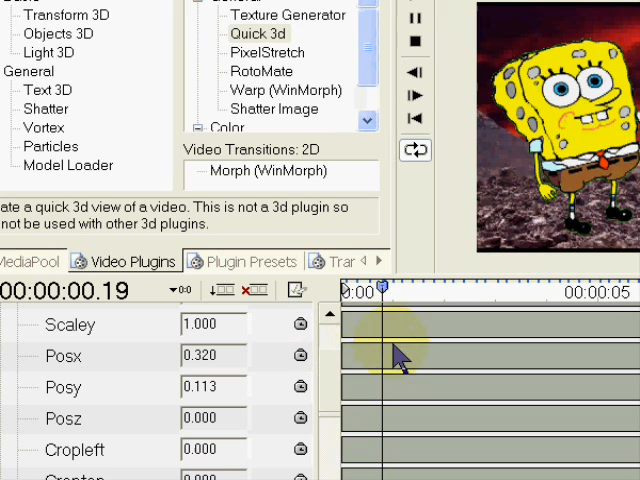 Transform 3D
Objects 3D
Light 3D
General
Text 3D
Shatter
Vortex
Particles
Model Loader
Texture Generator
Quick 3d
PixelStretch
RotoMate
Warp (WinMorph)
Shatter Image
Color
Video Transitions: 2D
Morph (WinMorph)
ate a quick 3d view of a video. This is not a 3d plugin so
not be used with other 3d plugins.
MediaPool
Video Plugins
Plugin Presets
Trar
00:00:00.19
0:00
00:00:05
Scaley 1.000
Posx 0.320
Posy 0.113
Posz 0.000
Cropleft 0.000